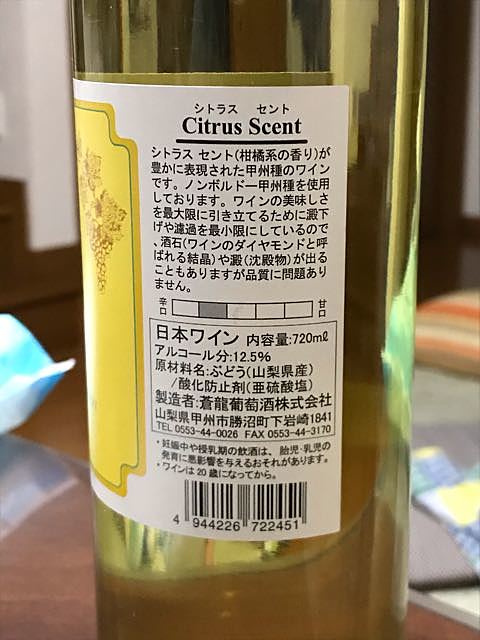 シトラス セント
Citrus Scent
シトラス セント(柑橘系の香り)が
豊かに表現された甲州種のワイン
です。ノンボルドー甲州種を使用
しております。ワインの美味しさ
を最大限に引き立てるために澱下
げや濾過を最小限にしているので
、酒石(ワインのダイヤモンドと呼
ばれる結晶)や澱(沈殿物)が出る
こともありますが品質に問題あり
ません。
辛口 甘口
日本ワイン 内容量:720mℓ
アルコール分:12.5%
原材料名:ぶどう(山梨県産)
/酸化防止剤(亜硫酸塩)
製造者:蒼龍葡萄酒株式会社
山梨県甲州市勝沼町下岩崎1841
TEL 0553-44-0026 FAX 0553-44-3170
・妊娠中や授乳期の飲酒は、胎児・乳児の
発育に悪影響を与えるおそれがあります。
・ワインは20歳になってから。
4 944226 722451